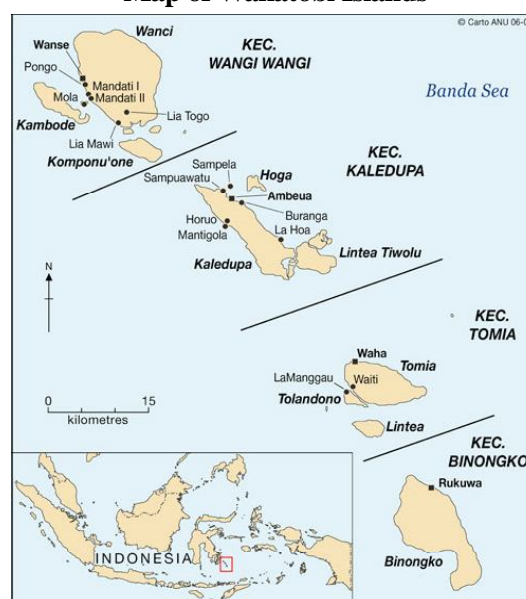 Map of Wakatobi Islands
© Carto ANU 06-0
Wanci
KEC.
WANGI WANGI
Wanse
Pongo
Mandati I
Mola
Mandati II
Lia Togo
Kambode
Lia Mawi
Komponu'one
Banda Sea
KEC.
KALEDUPA
Sampela
Hoga
Sampuawatu
Ambeua
Buranga
Horuo
La Hoa
Mantigola
Lintea Tiwolu
Kaledupa
N
KEC.
TOMIA
Waha
Tomia
LaManggau
Waiti
Tolandono
Lintea
0
15
kilometres
KEC.
BINONGKO
Rukuwa
Binongko
INDONESIA